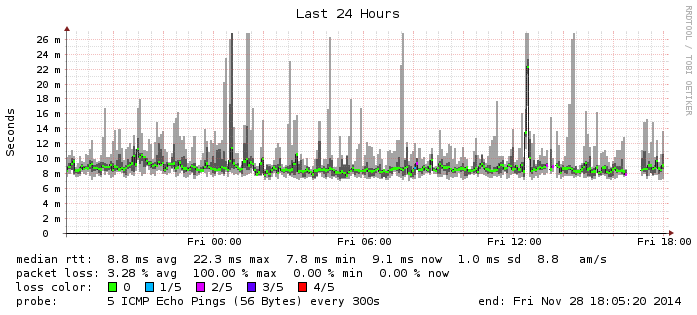 Last 24 Hours
RRDTOOL / TOBI OETIKER
Seconds
26 m
24 m
22 m
20 m
18 m
16 m
14 m
12 m
10 m
8 m
6 m
4 m
2 m
0
Fri 00:00 Fri 06:00 Fri 12:00 Fri 18:00
median rtt: 8.8 ms avg 22.3 ms max 7.8 ms min 9.1 ms now 1.0 ms sd 8.8 am/s
packet loss: 3.28 % avg 100.00 % max 0.00 % min 0.00 % now
loss color: 0 1/5 2/5 3/5 4/5
probe: 5 ICMP Echo Pings (56 Bytes) every 300s end: Fri Nov 28 18:05:20 2014